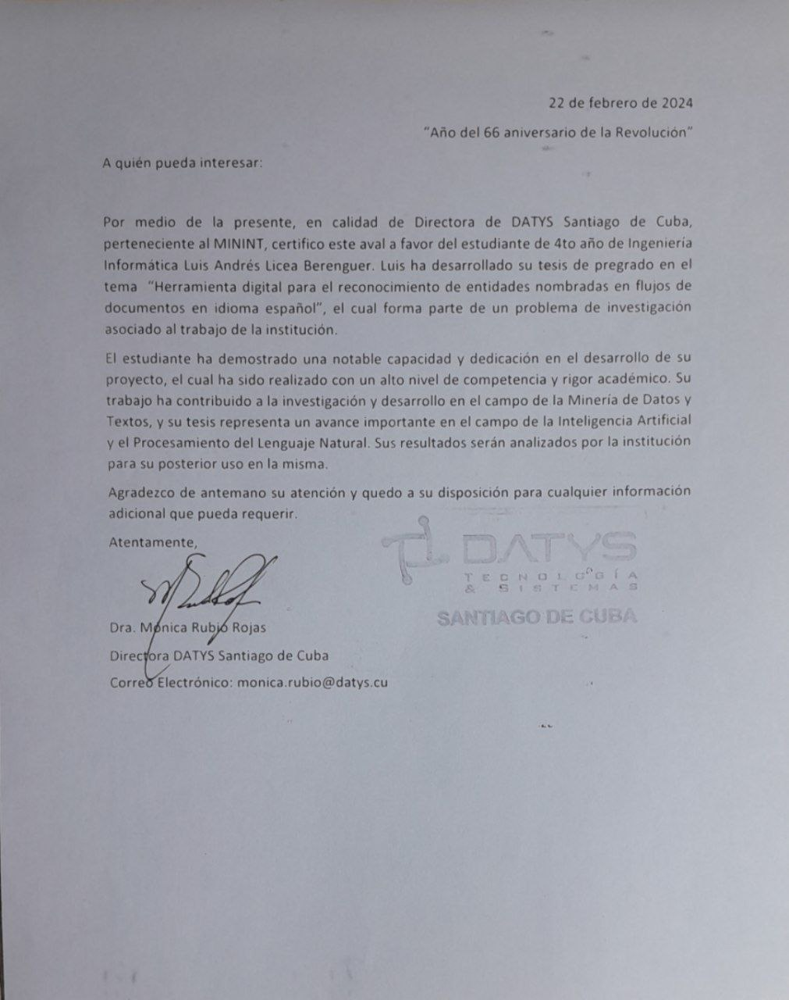 22 de febrero de 2024
“Año del 66 aniversario de la Revolución”
A quién pueda interesar:
Por medio de la presente, en calidad de Directora de DATYS Santiago de Cuba,
perteneciente al MININT, certifico este aval a favor del estudiante de 4to año de Ingeniería
Informática Luis Andrés Licea Berenguer. Luis ha desarrollado su tesis de pregrado en el
tema “Herramienta digital para el reconocimiento de entidades nombradas en flujos de
documentos en idioma español”, el cual forma parte de un problema de investigación
asociado al trabajo de la institución.
El estudiante ha demostrado una notable capacidad y dedicación en el desarrollo de su
proyecto, el cual ha sido realizado con un alto nivel de competencia y rigor académico. Su
trabajo ha contribuido a la investigación y desarrollo en el campo de la Minería de Datos y
Textos, y su tesis representa un avance importante en el campo de la Inteligencia Artificial
y el Procesamiento del Lenguaje Natural. Sus resultados serán analizados por la institución
para su posterior uso en la misma.
Agradezco de antemano su atención y quedo a su disposición para cualquier información
adicional que pueda requerir.
Atentamente,
DATYS
TECNOLOGÍA
& SISTEMAS
SANTIAGO DE CUBA
Dra. Mónica Rubio Rojas
Directora DATYS Santiago de Cuba
Correo Electrónico: monica.rubio@datys.cu